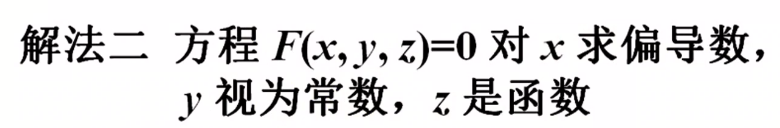 解法二 方程 F(x, y, z)=0 对 x 求偏导数，
y 视为常数，z 是函数